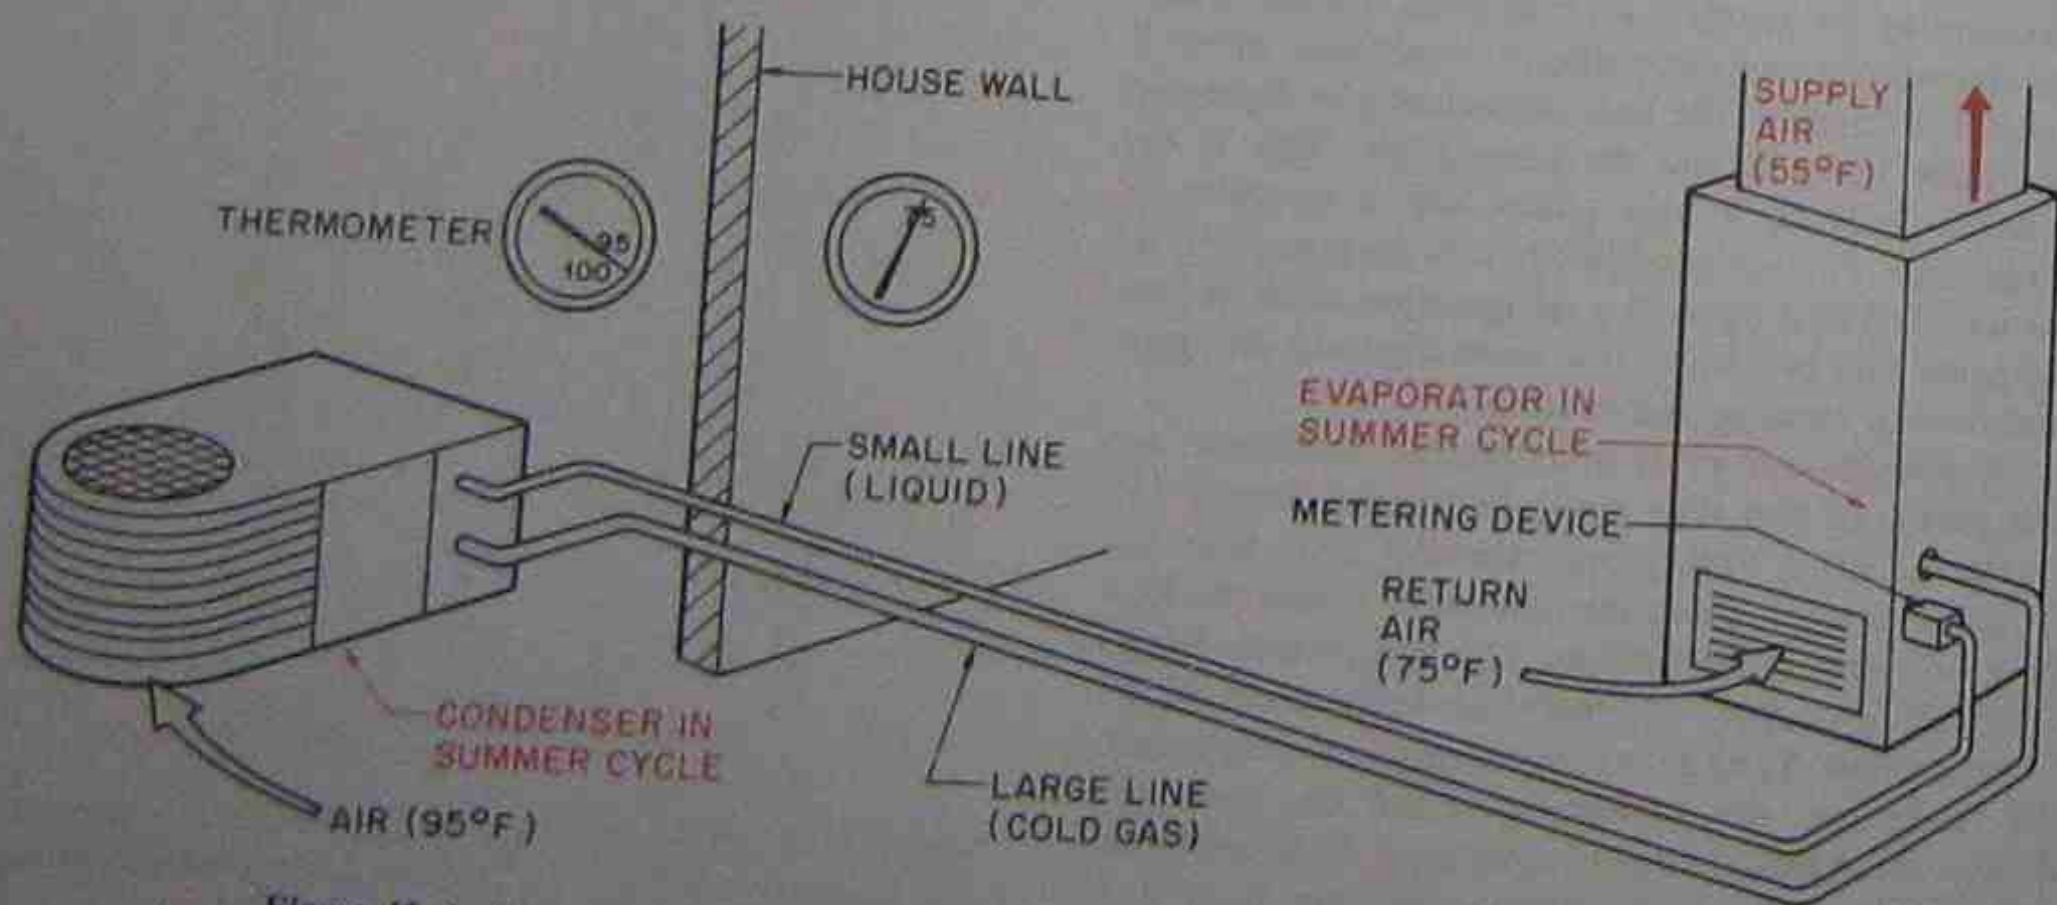 HOUSE WALL
SUPPLY
AIR
(55°F)
THERMOMETER
95
100
75
EVAPORATOR IN
SUMMER CYCLE
SMALL LINE
(LIQUID)
METERING DEVICE
RETURN
AIR
(75°F)
CONDENSER IN
SUMMER CYCLE
LARGE LINE
(COLD GAS)
AIR (95°F)